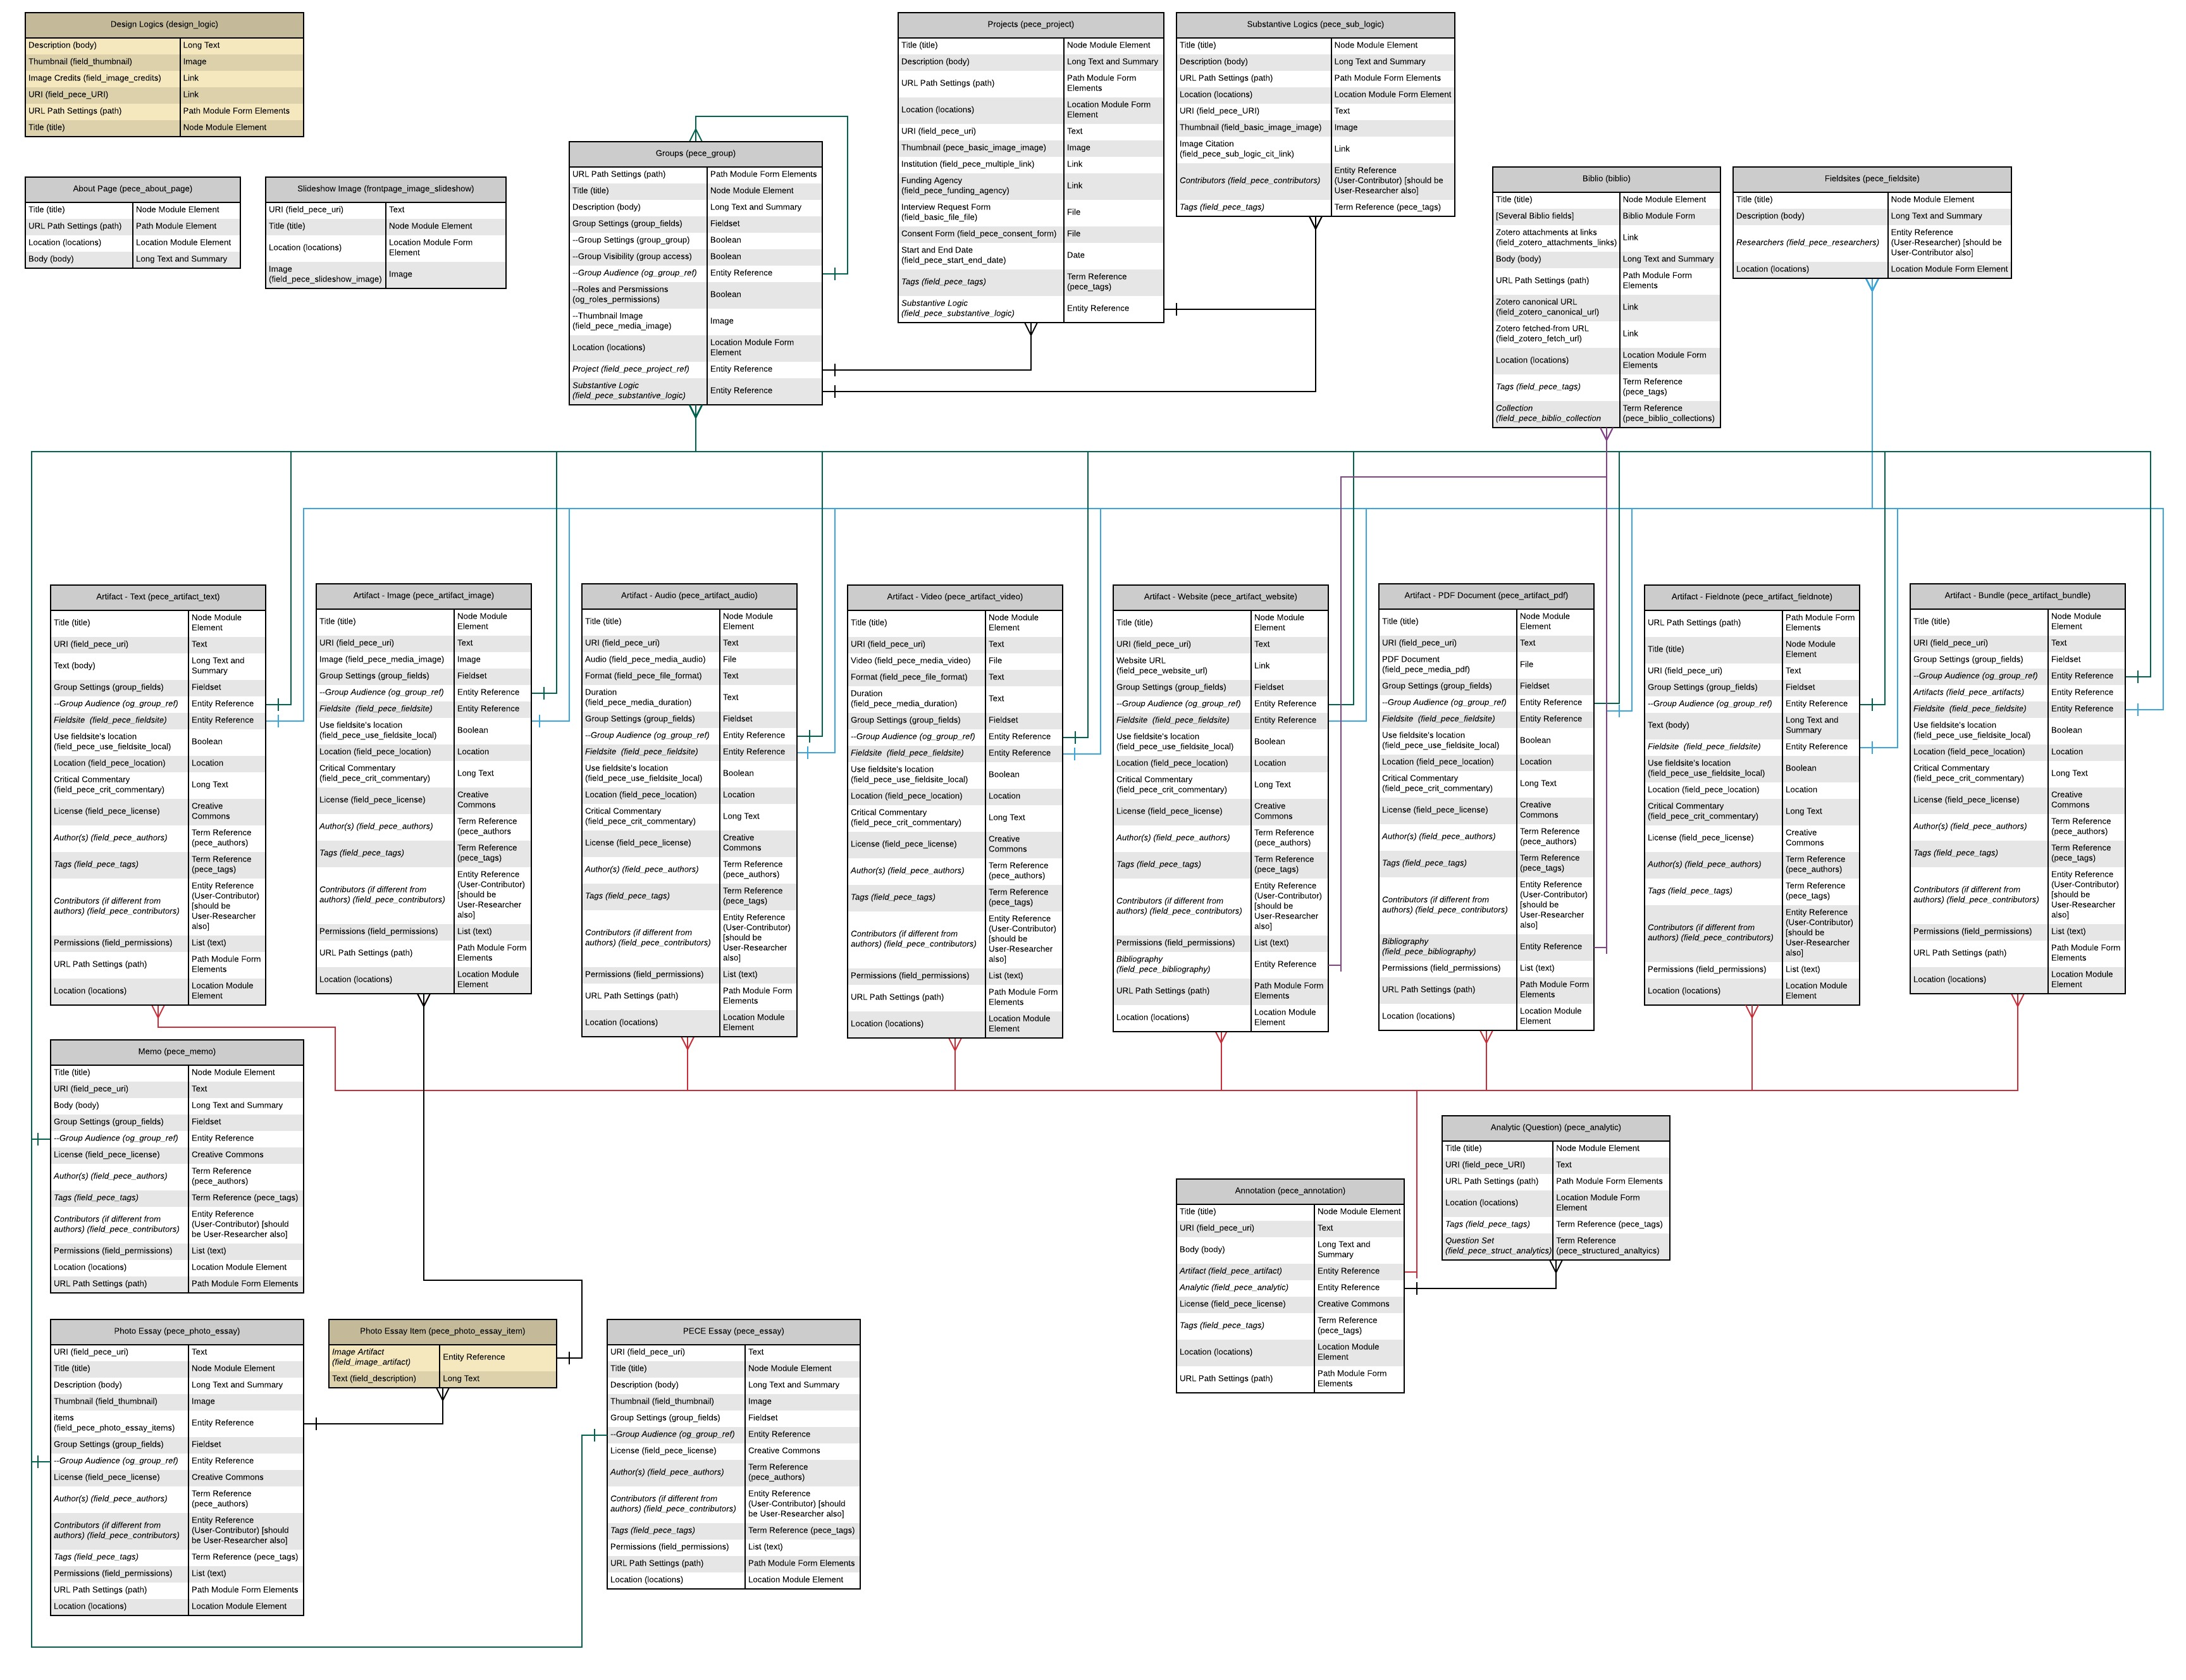 Design Logics (design_logic)
Description (body) Long Text
Thumbnail (field_thumbnail) Image
Image Credits (field_image_credits) Link
URI (field_pece_URI) Link
URL Path Settings (path) Path Module Form Elements
Title (title) Node Module Element
About Page (pece_about_page)
Title (title) Node Module Element
URL Path Settings (path) Path Module Element
Location (locations) Location Module Element
Body (body) Long Text and Summary
Slideshow Image (frontpage_image_slideshow)
URI (field_pece_uri) Text
Title (title) Node Module Element
Location (locations) Location Module Form
Element
Image
(field_pece_slideshow_image) Image
Groups (pece_group)
URL Path Settings (path) Path Module Form Elements
Title (title) Node Module Element
Description (body) Long Text and Summary
Group Settings (group_fields) Fieldset
--Group Settings (group_group) Boolean
--Group Visibility (group access) Boolean
--Group Audience (og_group_ref) Entity Reference
--Roles and Persmissions
(og_roles_permissions) Boolean
--Thumbnail Image
(field_pece_media_image) Image
Location (locations) Location Module Form
Element
Project (field_pece_project_ref) Entity Reference
Substantive Logic
(field_pece_substantive_logic) Entity Reference
Projects (pece_project)
Title (title) Node Module Element
Description (body) Long Text and Summary
URL Path Settings (path) Path Module Form
Elements
Location (locations) Location Module Form
Element
URI (field_pece_uri) Text
Thumbnail (pece_basic_image_image) Image
Institution (field_pece_multiple_link) Link
Funding Agency
(field_pece_funding_agency) Link
Interview Request Form
(field_basic_file_file) File
Consent Form (field_pece_consent_form) File
Start and End Date
(field_pece_start_end_date) Date
Tags (field_pece_tags) Term Reference
(pece_tags)
Substantive Logic
(field_pece_substantive_logic) Entity Reference
Substantive Logics (pece_sub_logic)
Title (title) Node Module Element
Description (body) Long Text and Summary
URL Path Settings (path) Path Module Form Elements
Location (locations) Location Module Form Element
URI (field_pece_URI) Text
Thumbnail (field_basic_image_image) Image
Image Citation
(field_pece_sub_logic_cit_link) Link
Contributors (field_pece_contributors) Entity Reference
(User-Contributor) [should be
User-Researcher also]
Tags (field_pece_tags) Term Reference (pece_tags)
Biblio (biblio)
Title (title) Node Module Element
[Several Biblio fields] Biblio Module Form
Zotero attachments at links
(field_zotero_attachments_links) Link
Body (body) Long Text and Summary
URL Path Settings (path) Path Module Form
Elements
Zotero canonical URL
(field_zotero_canonical_url) Link
Zotero fetched-from URL
(field_zotero_fetch_url) Link
Location (locations) Location Module Form
Elements
Tags (field_pece_tags) Term Reference
(pece_tags)
Collection
(field_pece_biblio_collection Term Reference
(pece_biblio_collections)
Fieldsites (pece_fieldsite)
Title (title) Node Module Element
Description (body) Long Text and Summary
Researchers (field_pece_researchers) Entity Reference
(User-Researcher) [should be
User-Contributor also]
Location (locations) Location Module Form Element
Artifact - Text (pece_artifact_text)
Title (title) Node Module
Element
URI (field_pece_uri) Text
Text (body) Long Text and
Summary
Group Settings (group_fields) Fieldset
--Group Audience (og_group_ref) Entity Reference
Fieldsite (field_pece_fieldsite) Entity Reference
Use fieldsite's location
(field_pece_use_fieldsite_local) Boolean
Location (field_pece_location) Location
Critical Commentary
(field_pece_crit_commentary) Long Text
License (field_pece_license) Creative
Commons
Author(s) (field_pece_authors) Term Reference
(pece_authors)
Tags (field_pece_tags) Term Reference
(pece_tags)
Contributors (if different from
authors) (field_pece_contributors) Entity Reference
(User-Contributor)
[should be
User-Researcher
also]
Permissions (field_permissions) List (text)
URL Path Settings (path) Path Module Form
Elements
Location (locations) Location Module
Element
Artifact - Image (pece_artifact_image)
Title (title) Node Module
Element
URI (field_pece_uri) Text
Image (field_pece_media_image) Image
Group Settings (group_fields) Fieldset
--Group Audience (og_group_ref) Entity Reference
Fieldsite (field_pece_fieldsite) Entity Reference
Use fieldsite's location
(field_pece_use_fieldsite_local) Boolean
Location (field_pece_location) Location
Critical Commentary
(field_pece_crit_commentary) Long Text
License (field_pece_license) Creative
Commons
Author(s) (field_pece_authors) Term Reference
(pece_authors
Tags (field_pece_tags) Term Reference
(pece_tags)
Contributors (if different from
authors) (field_pece_contributors) Entity Reference
(User-Contributor)
[should be
User-Researcher
also]
Permissions (field_permissions) List (text)
URL Path Settings (path) Path Module Form
Elements
Location (locations) Location Module
Element
Artifact - Audio (pece_artifact_audio)
Title (title) Node Module
Element
URI (field_pece_uri) Text
Audio (field_pece_media_audio) File
Format (field_pece_file_format) Text
Duration
(field_pece_media_duration) Text
Group Settings (group_fields) Fieldset
--Group Audience (og_group_ref) Entity Reference
Fieldsite (field_pece_fieldsite) Entity Reference
Use fieldsite's location
(field_pece_use_fieldsite_local) Boolean
Location (field_pece_location) Location
Critical Commentary
(field_pece_crit_commentary) Long Text
License (field_pece_license) Creative
Commons
Author(s) (field_pece_authors) Term Reference
(pece_authors)
Tags (field_pece_tags) Term Reference
(pece_tags)
Contributors (if different from
authors) (field_pece_contributors) Entity Reference
(User-Contributor)
[should be
User-Researcher
also]
Permissions (field_permissions) List (text)
URL Path Settings (path) Path Module Form
Elements
Location (locations) Location Module
Element
Artifact - Video (pece_artifact_video)
Title (title) Node Module
Element
URI (field_pece_uri) Text
Video (field_pece_media_video) File
Format (field_pece_file_format) Text
Duration
(field_pece_media_duration) Text
Group Settings (group_fields) Fieldset
--Group Audience (og_group_ref) Entity Reference
Fieldsite (field_pece_fieldsite) Entity Reference
Use fieldsite's location
(field_pece_use_fieldsite_local) Boolean
Location (field_pece_location) Location
Critical Commentary
(field_pece_crit_commentary) Long Text
License (field_pece_license) Creative
Commons
Author(s) (field_pece_authors) Term Reference
(pece_authors)
Tags (field_pece_tags) Term Reference
(pece_tags)
Contributors (if different from
authors) (field_pece_contributors) Entity Reference
(User-Contributor)
[should be
User-Researcher
also]
Permissions (field_permissions) List (text)
URL Path Settings (path) Path Module Form
Elements
Location (locations) Location Module
Element
Artifact - Website (pece_artifact_website)
Title (title) Node Module
Element
URI (field_pece_uri) Text
Website URL
(field_pece_website_url) Link
Group Settings (group_fields) Fieldset
--Group Audience (og_group_ref) Entity Reference
Fieldsite (field_pece_fieldsite) Entity Reference
Use fieldsite's location
(field_pece_use_fieldsite_local) Boolean
Location (field_pece_location) Location
Critical Commentary
(field_pece_crit_commentary) Long Text
License (field_pece_license) Creative
Commons
Author(s) (field_pece_authors) Term Reference
(pece_authors)
Tags (field_pece_tags) Term Reference
(pece_tags)
Contributors (if different from
authors) (field_pece_contributors) Entity Reference
(User-Contributor)
[should be
User-Researcher
also]
Permissions (field_permissions) List (text)
Bibliography
(field_pece_bibliography) Entity Reference
URL Path Settings (path) Path Module Form
Elements
Location (locations) Location Module
Element
Artifact - PDF Document (pece_artifact_pdf)
Title (title) Node Module
Element
URI (field_pece_uri) Text
PDF Document
(field_pece_media_pdf) File
Group Settings (group_fields) Fieldset
--Group Audience (og_group_ref) Entity Reference
Fieldsite (field_pece_fieldsite) Entity Reference
Use fieldsite's location
(field_pece_use_fieldsite_local) Boolean
Location (field_pece_location) Location
Critical Commentary
(field_pece_crit_commentary) Long Text
License (field_pece_license) Creative
Commons
Author(s) (field_pece_authors) Term Reference
(pece_authors)
Tags (field_pece_tags) Term Reference
(pece_tags)
Contributors (if different from
authors) (field_pece_contributors) Entity Reference
(User-Contributor)
[should be
User-Researcher
also]
Bibliography
(field_pece_bibliography) Entity Reference
Permissions (field_permissions) List (text)
URL Path Settings (path) Path Module Form
Elements
Location (locations) Location Module
Element
Artifact - Fieldnote (pece_artifact_fieldnote)
URL Path Settings (path) Path Module Form
Elements
Title (title) Node Module
Element
URI (field_pece_uri) Text
Group Settings (group_fields) Fieldset
--Group Audience (og_group_ref) Entity Reference
Text (body) Long Text and
Summary
Fieldsite (field_pece_fieldsite) Entity Reference
Use fieldsite's location
(field_pece_use_fieldsite_local) Boolean
Location (field_pece_location) Location
Critical Commentary
(field_pece_crit_commentary) Long Text
License (field_pece_license) Creative
Commons
Author(s) (field_pece_authors) Term Reference
(pece_authors)
Tags (field_pece_tags) Term Reference
(pece_tags)
Contributors (if different from
authors) (field_pece_contributors) Entity Reference
(User-Contributor)
[should be
User-Researcher
also]
Permissions (field_permissions) List (text)
Location (locations) Location Module
Element
Artifact - Bundle (pece_artifact_bundle)
Title (title) Node Module
Element
URI (field_pece_uri) Text
Group Settings (group_fields) Fieldset
--Group Audience (og_group_ref) Entity Reference
Artifacts (field_pece_artifacts) Entity Reference
Fieldsite (field_pece_fieldsite) Entity Reference
Use fieldsite's location
(field_pece_use_fieldsite_local) Boolean
Location (field_pece_location) Location
Critical Commentary
(field_pece_crit_commentary) Long Text
License (field_pece_license) Creative
Commons
Author(s) (field_pece_authors) Term Reference
(pece_authors)
Tags (field_pece_tags) Term Reference
(pece_tags)
Contributors (if different from
authors) (field_pece_contributors) Entity Reference
(User-Contributor)
[should be
User-Researcher
also]
Permissions (field_permissions) List (text)
URL Path Settings (path) Path Module Form
Elements
Location (locations) Location Module
Element
Memo (pece_memo)
Title (title) Node Module Element
URI (field_pece_uri) Text
Body (body) Long Text and Summary
Group Settings (group_fields) Fieldset
--Group Audience (og_group_ref) Entity Reference
License (field_pece_license) Creative Commons
Author(s) (field_pece_authors) Term Reference
(pece_authors)
Tags (field_pece_tags) Term Reference (pece_tags)
Contributors (if different from
authors) (field_pece_contributors) Entity Reference
(User-Contributor) [should
be User-Researcher also]
Permissions (field_permissions) List (text)
Location (locations) Location Module Element
URL Path Settings (path) Path Module Form Elements
Analytic (Question) (pece_analytic)
Title (title) Node Module Element
URI (field_pece_URI) Text
URL Path Settings (path) Path Module Form Elements
Location (locations) Location Module Form
Element
Tags (field_pece_tags) Term Reference (pece_tags)
Question Set
(field_pece_struct_analytics) Term Reference
(pece_structured_analtyics)
Annotation (pece_annotation)
Title (title) Node Module Element
URI (field_pece_uri) Text
Body (body) Long Text and
Summary
Artifact (field_pece_artifact) Entity Reference
Analytic (field_pece_analytic) Entity Reference
License (field_pece_license) Creative Commons
Tags (field_pece_tags) Term Reference
(pece_tags)
Location (locations) Location Module
Element
URL Path Settings (path) Path Module Form
Elements
Photo Essay (pece_photo_essay)
URI (field_pece_uri) Text
Title (title) Node Module Element
Description (body) Long Text and Summary
Thumbnail (field_thumbnail) Image
items
(field_pece_photo_essay_items) Entity Reference
Group Settings (group_fields) Fieldset
--Group Audience (og_group_ref) Entity Reference
License (field_pece_license) Creative Commons
Author(s) (field_pece_authors) Term Reference
(pece_authors)
Contributors (if different from
authors) (field_pece_contributors) Entity Reference
(User-Contributor) [should
be User-Researcher also]
Tags (field_pece_tags) Term Reference (pece_tags)
Permissions (field_permissions) List (text)
URL Path Settings (path) Path Module Form Elements
Location (locations) Location Module Element
Photo Essay Item (pece_photo_essay_item)
Image Artifact
(field_image_artifact) Entity Reference
Text (field_description) Long Text
PECE Essay (pece_essay)
URI (field_pece_uri) Text
Title (title) Node Module Element
Description (body) Long Text and Summary
Thumbnail (field_thumbnail) Image
Group Settings (group_fields) Fieldset
--Group Audience (og_group_ref) Entity Reference
License (field_pece_license) Creative Commons
Author(s) (field_pece_authors) Term Reference
(pece_authors)
Contributors (if different from
authors) (field_pece_contributors) Entity Reference
(User-Contributor) [should
be User-Researcher also]
Tags (field_pece_tags) Term Reference (pece_tags)
Permissions (field_permissions) List (text)
URL Path Settings (path) Path Module Form Elements
Location (locations) Location Module Element